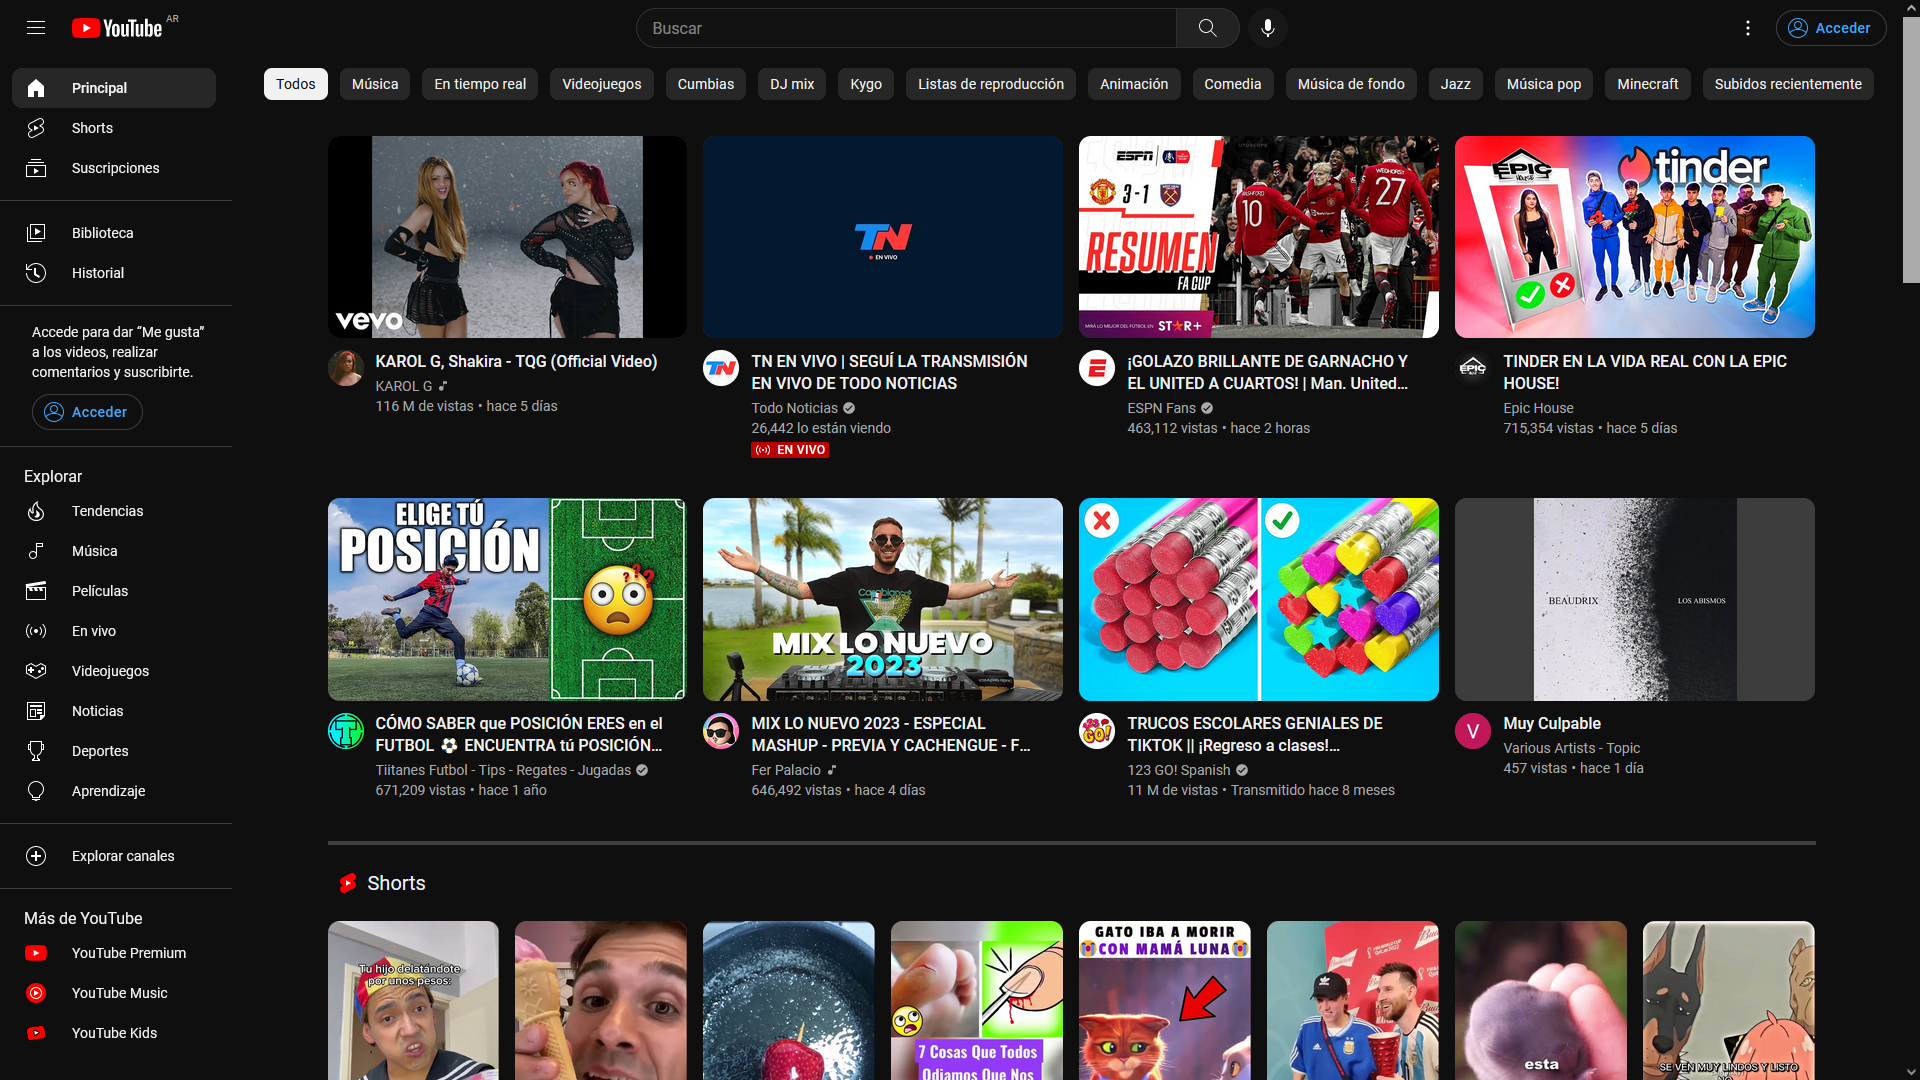 YouTube AR
Buscar
Acceder
Principal
Shorts
Suscripciones
Biblioteca
Historial
Accede para dar “Me gusta”
a los videos, realizar
comentarios y suscribirte.
Acceder
Explorar
Tendencias
Música
Películas
En vivo
Videojuegos
Noticias
Deportes
Aprendizaje
Explorar canales
Más de YouTube
YouTube Premium
YouTube Music
YouTube Kids
Todos
Música
En tiempo real
Videojuegos
Cumbias
DJ mix
Kygo
Listas de reproducción
Animación
Comedia
Música de fondo
Jazz
Música pop
Minecraft
Subidos recientemente
vevo
KAROL G, Shakira - TQG (Official Video)
KAROL G
116 M de vistas • hace 5 días
TN
EN VIVO
TN
TN EN VIVO | SEGUÍ LA TRANSMISIÓN
EN VIVO DE TODO NOTICIAS
Todo Noticias
26,442 lo están viendo
EN VIVO
ESPN
3-1
RESUMEN
FA CUP
MIRÁ LO MEJOR DEL FÚTBOL EN STAR+
10
WEGHORST
27
E
¡GOLAZO BRILLANTE DE GARNACHO Y
EL UNITED A CUARTOS! | Man. United...
ESPN Fans
463,112 vistas • hace 2 horas
EPIC
HOUSE
tinder
EPIC
TINDER EN LA VIDA REAL CON LA EPIC
HOUSE!
Epic House
715,354 vistas • hace 5 días
ELIGE TÚ
POSICIÓN
???
T
CÓMO SABER que POSICIÓN ERES en el
FUTBOL ⚽ ENCUENTRA tú POSICIÓN...
Tiitanes Futbol - Tips - Regates - Jugadas
671,209 vistas • hace 1 año
MIX LO NUEVO
2023
MIX LO NUEVO 2023 - ESPECIAL
MASHUP - PREVIA Y CACHENGUE - F...
Fer Palacio
646,492 vistas • hace 4 días
123
GO!
TRUCOS ESCOLARES GENIALES DE
TIKTOK || ¡Regreso a clases!...
123 GO! Spanish
11 M de vistas • Transmitido hace 8 meses
BEAUDRIX
LOS ABISMOS
V
Muy Culpable
Various Artists - Topic
457 vistas • hace 1 día
Shorts
Tu hijo delatándote
por unos pesos:
7 Cosas Que Todos
Odiamos Que Nos
GATO IBA A MORIR
CON MAMÁ LUNA
esta
SE VEN MUY LINDOS Y LISTO